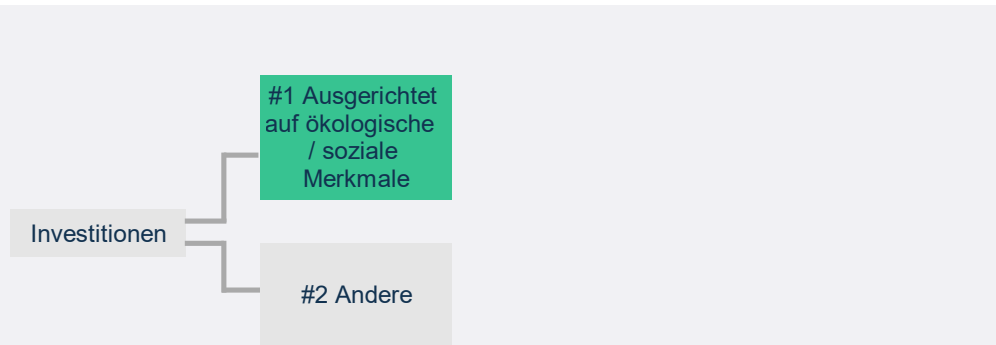 #1 Ausgerichtet
auf ökologische
/ soziale
Merkmale
Investitionen
#2 Andere